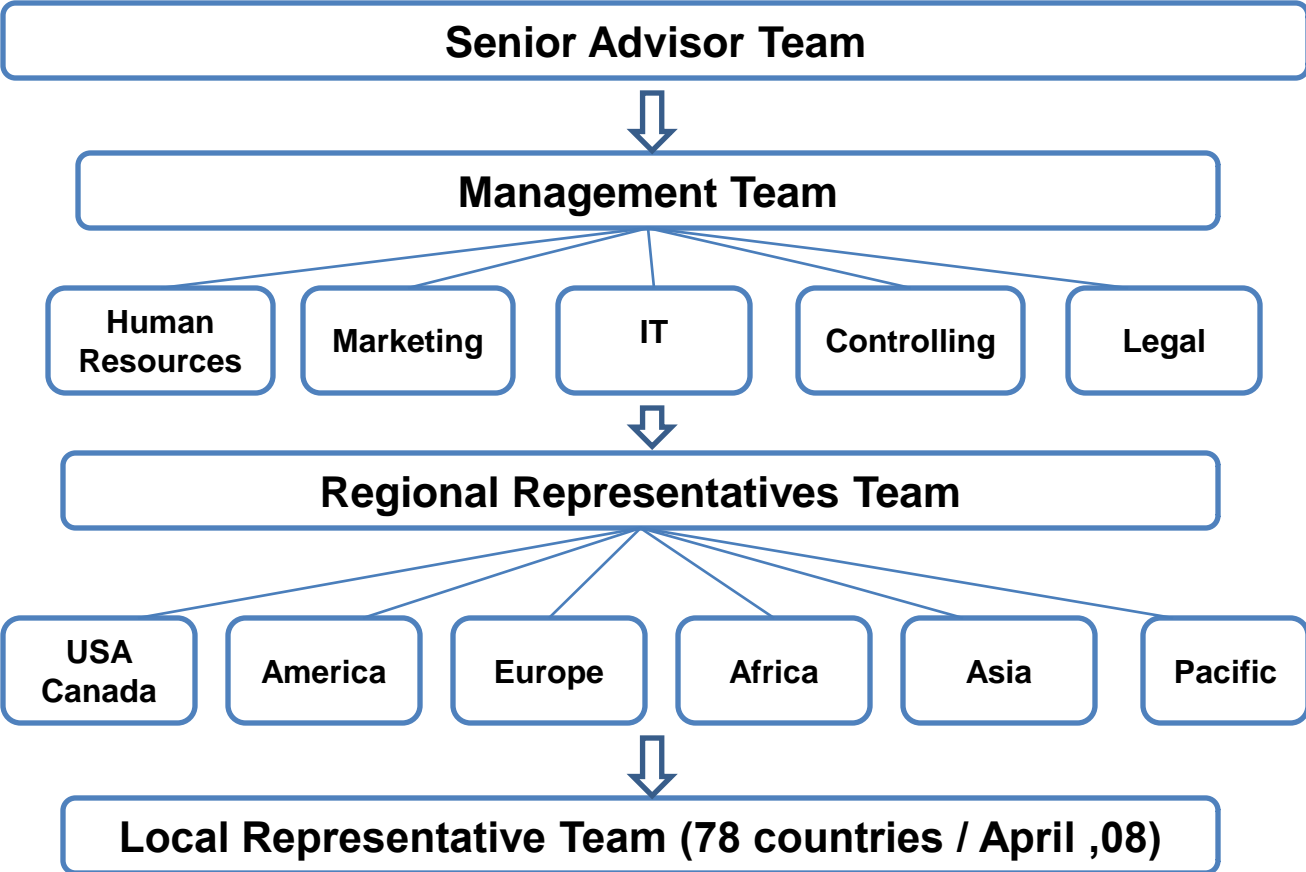 Senior Advisor Team
Management Team
Human
Resources
Marketing
IT
Controlling
Legal
Regional Representatives Team
USA
Canada
America
Europe
Africa
Asia
Pacific
Local Representative Team (78 countries / April ,08)